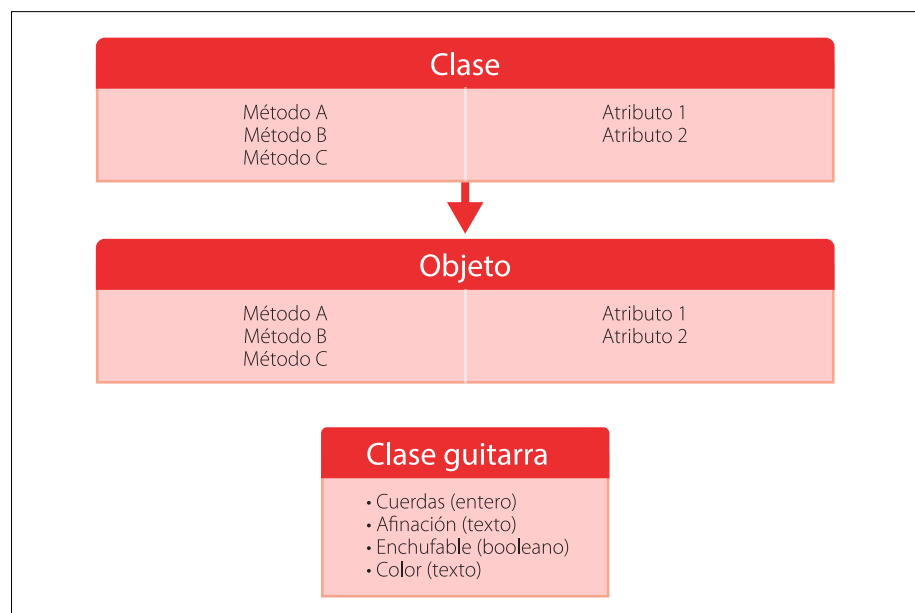 Clase
Método A
Método B
Método C
Atributo 1
Atributo 2
Objeto
Método A
Método B
Método C
Atributo 1
Atributo 2
Clase guitarra
• Cuerdas (entero)
• Afinación (texto)
• Enchufable (booleano)
• Color (texto)